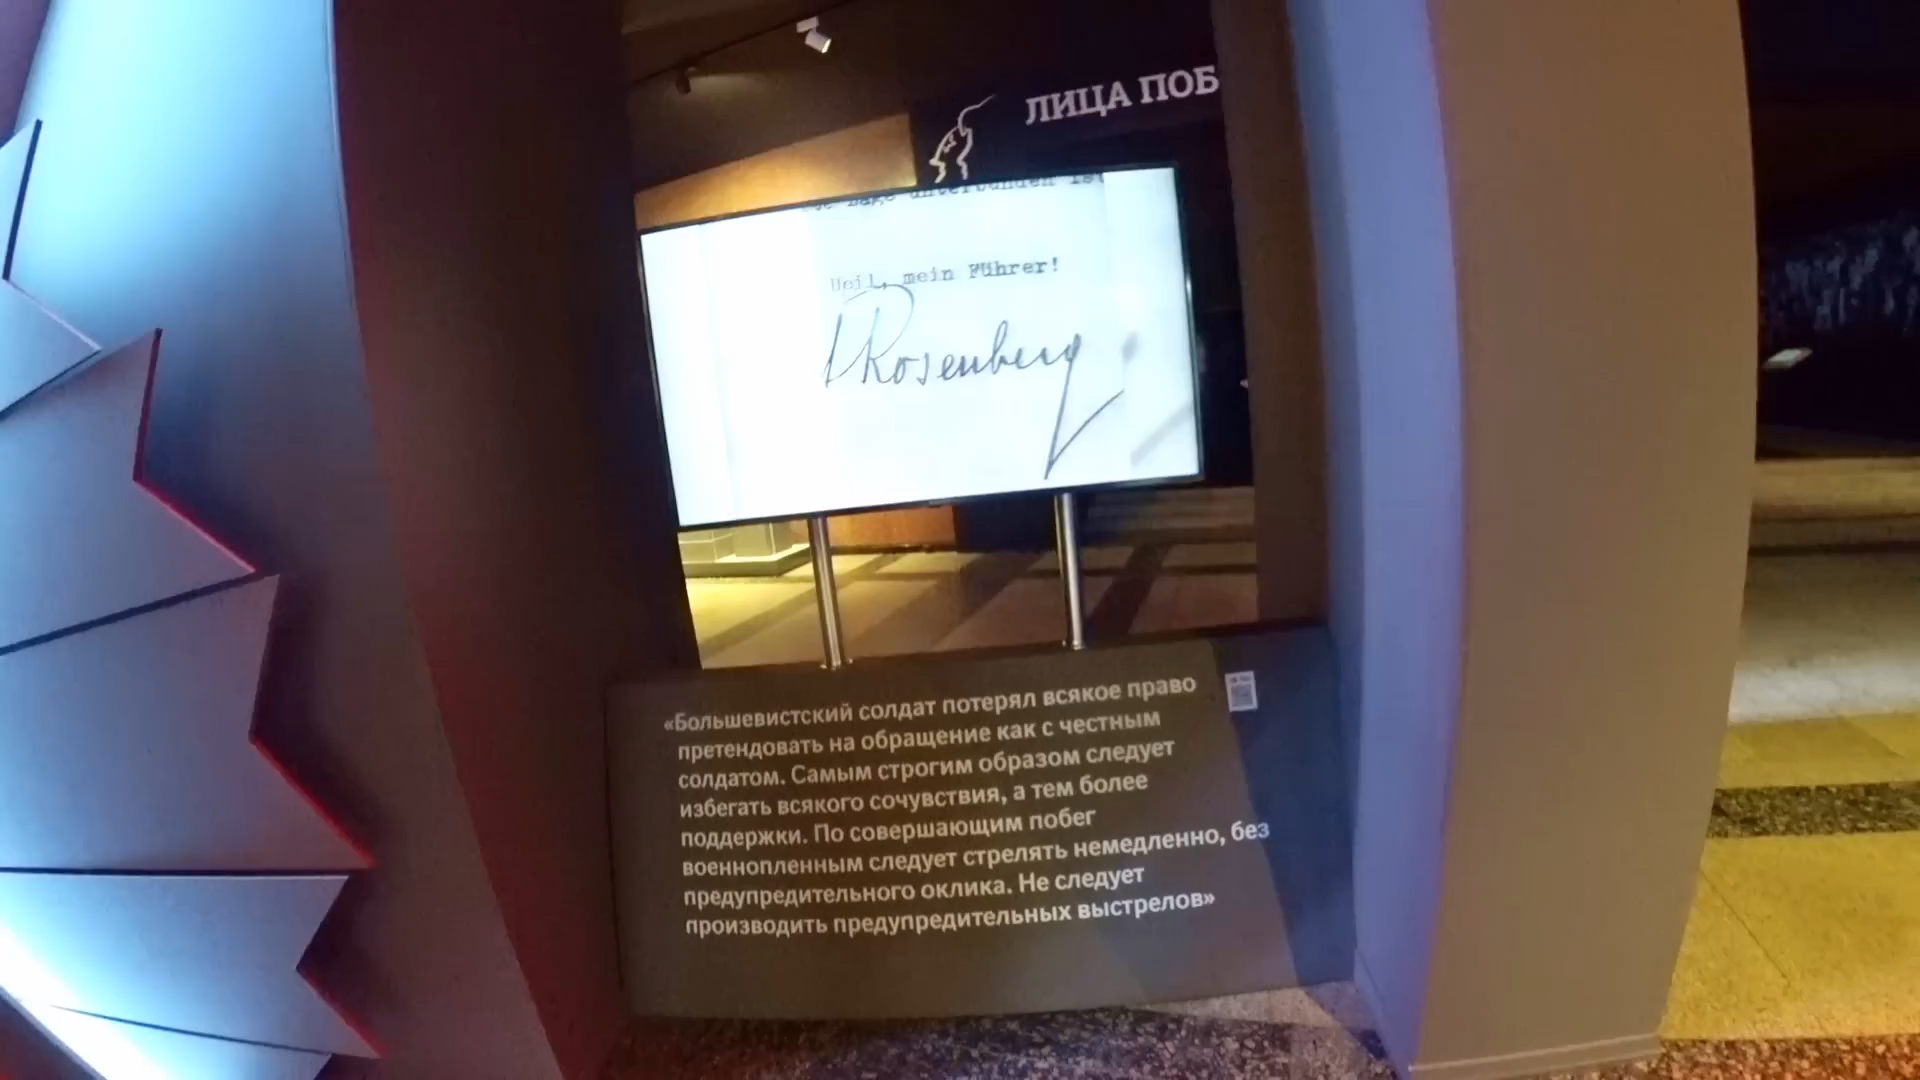 ЛИЦА ПОБ
unterbunden ist
Heil, mein Führer!
Rosenberg
«Большевистский солдат потерял всякое право
претендовать на обращение как с честным
солдатом. Самым строгим образом следует
избегать всякого сочувствия, а тем более
поддержки. По совершающим побег
военнопленным следует стрелять немедленно, без
предупредительного оклика. Не следует
производить предупредительных выстрелов»